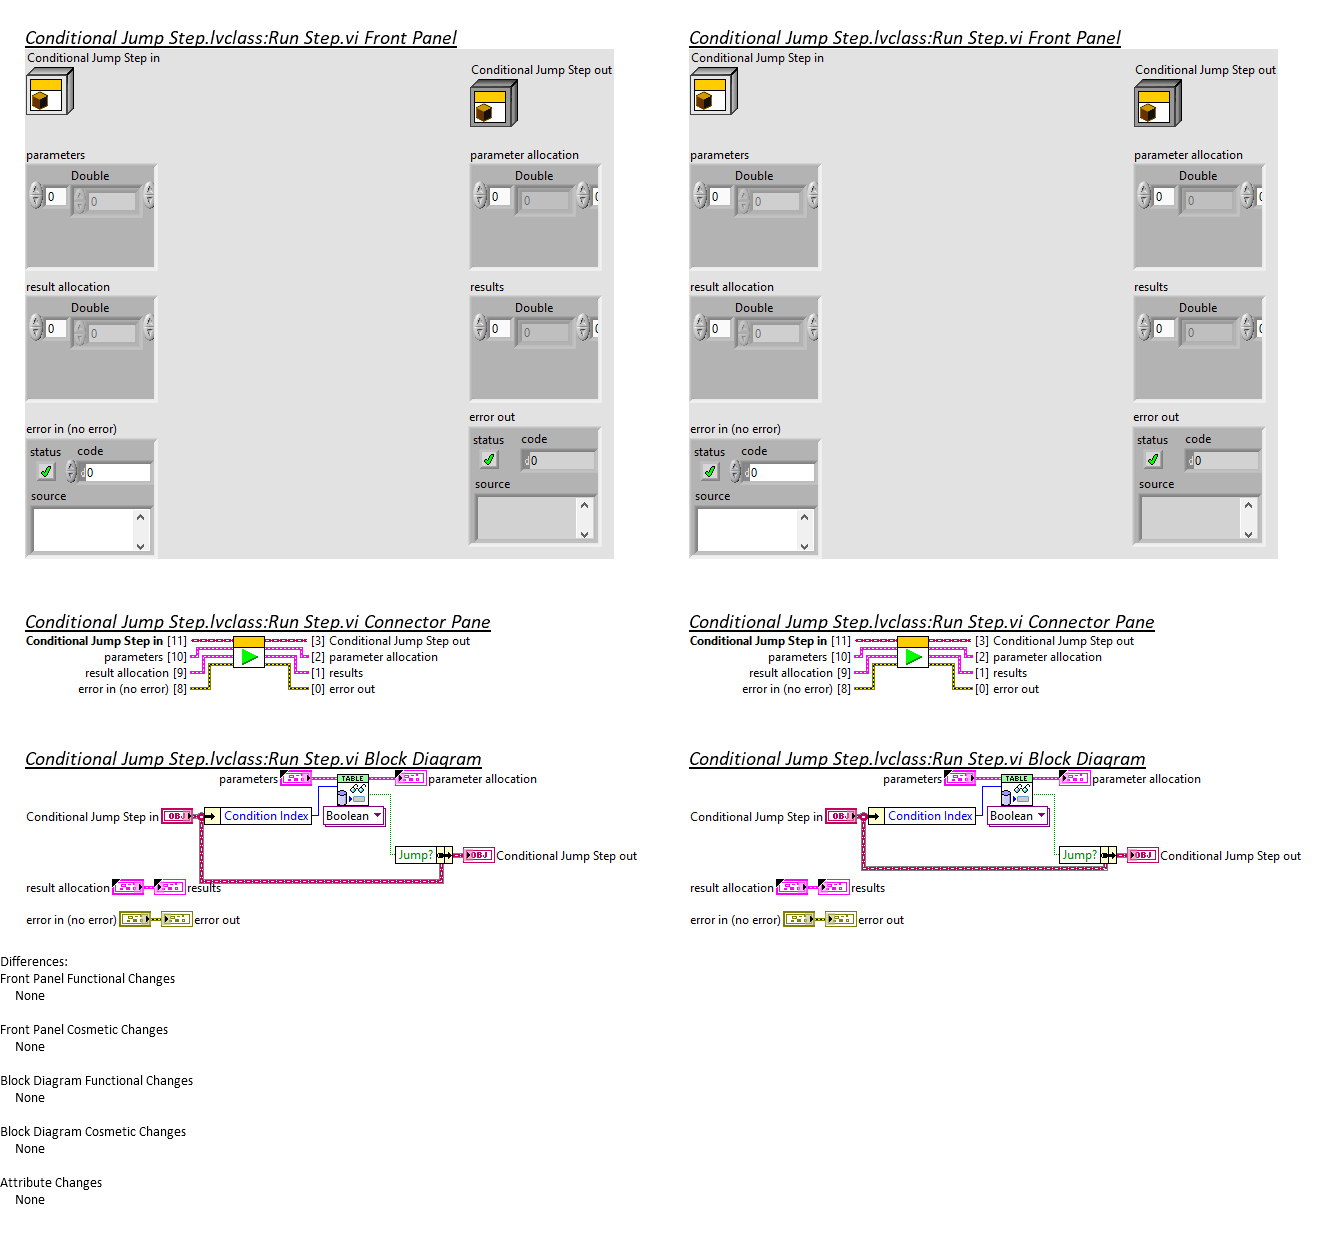 Conditional Jump Step.lvclass:Run Step.vi Front Panel
Conditional Jump Step in
Conditional Jump Step out
parameters
parameter allocation
Double
0
0
Double
0
0
result allocation
results
Double
0
0
Double
0
0
error in (no error)
error out
status
code
d0
source
status
code
d0
source
Conditional Jump Step.lvclass:Run Step.vi Front Panel
Conditional Jump Step in
Conditional Jump Step out
parameters
parameter allocation
Double
0
0
Double
0
0
result allocation
results
Double
0
0
Double
0
0
error in (no error)
error out
status
code
d0
source
status
code
d0
source
Conditional Jump Step.lvclass:Run Step.vi Connector Pane
Conditional Jump Step in [11]
[3] Conditional Jump Step out
parameters [10]
[2] parameter allocation
result allocation [9]
[1] results
error in (no error) [8]
[0] error out
Conditional Jump Step.lvclass:Run Step.vi Connector Pane
Conditional Jump Step in [11]
[3] Conditional Jump Step out
parameters [10]
[2] parameter allocation
result allocation [9]
[1] results
error in (no error) [8]
[0] error out
Conditional Jump Step.lvclass:Run Step.vi Block Diagram
parameters
TABLE
parameter allocation
Conditional Jump Step in
OBJ
Condition Index
Boolean
Jump?
OBJ
Conditional Jump Step out
result allocation
results
error in (no error)
error out
Conditional Jump Step.lvclass:Run Step.vi Block Diagram
parameters
TABLE
parameter allocation
Conditional Jump Step in
OBJ
Condition Index
Boolean
Jump?
OBJ
Conditional Jump Step out
result allocation
results
error in (no error)
error out
Differences:
Front Panel Functional Changes
None
Front Panel Cosmetic Changes
None
Block Diagram Functional Changes
None
Block Diagram Cosmetic Changes
None
Attribute Changes
None